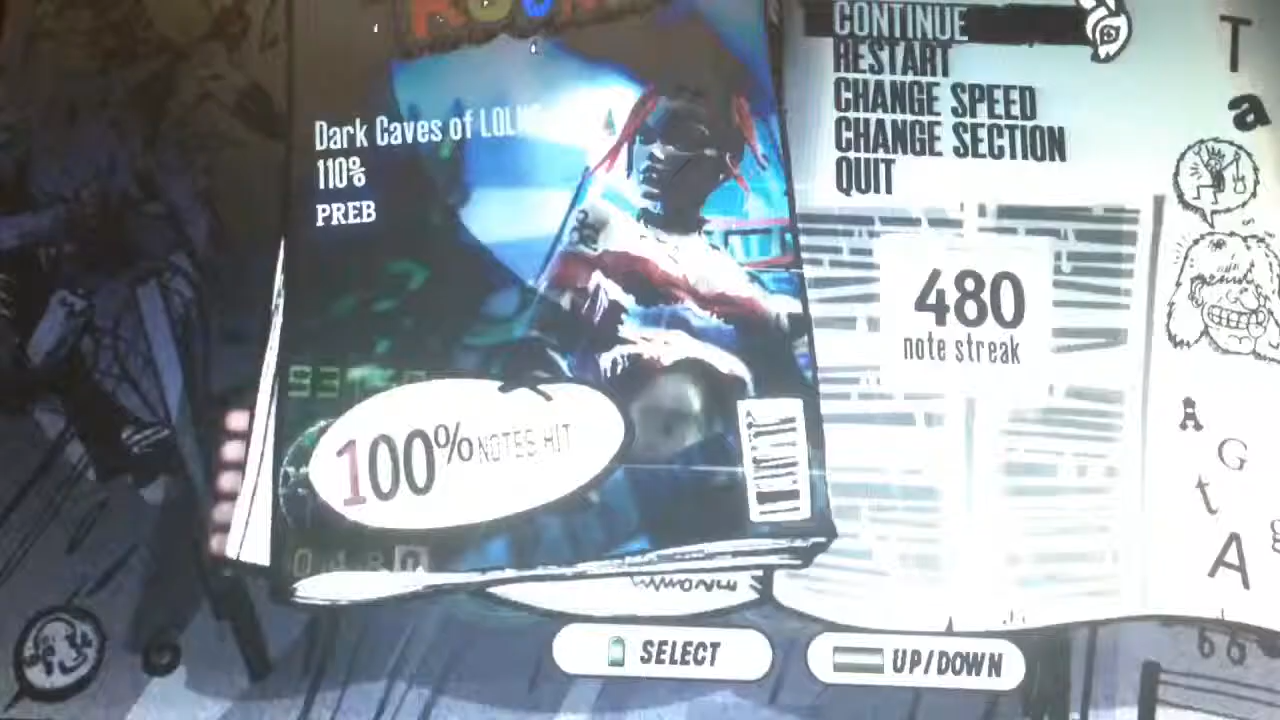 Dark Caves of
110%
PREB
100% NOTES HIT
CONTINUE
RESTART
CHANGE SPEED
CHANGE SECTION
QUIT
480
note streak
T
a
A
G
t
A
g
SELECT
UP/DOWN